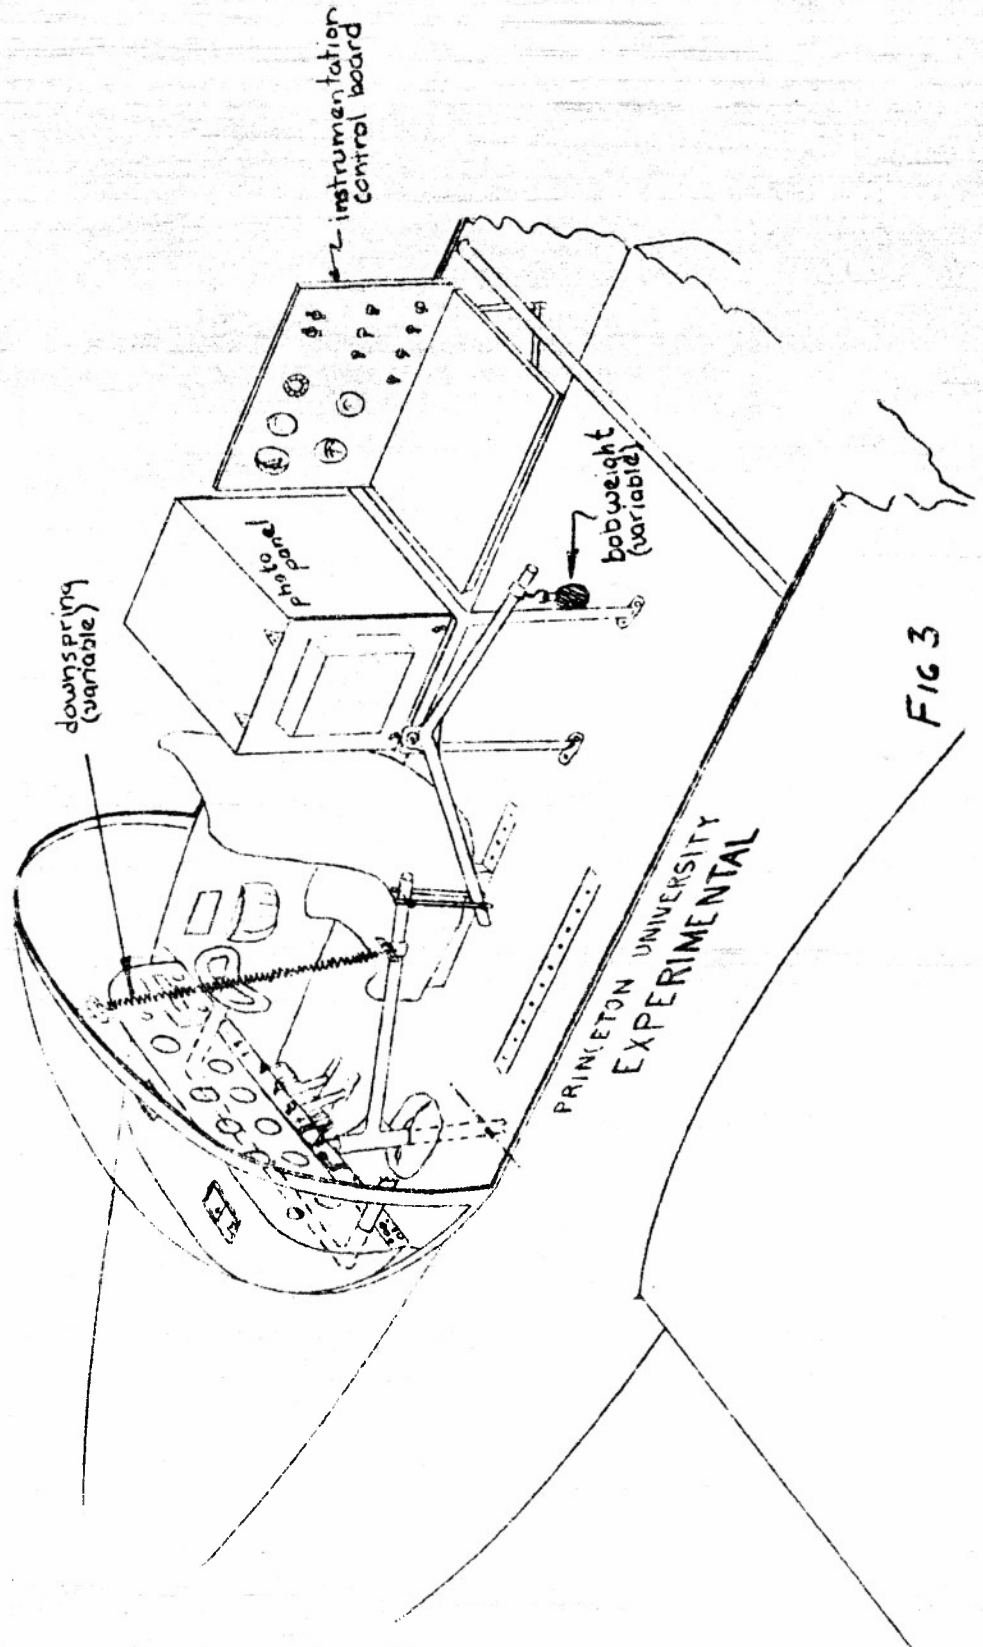 instrumentation
control board
downspring
(variable)
photo
panel
bobweight
(variable)
PRINCETON UNIVERSITY
EXPERIMENTAL
FIG 3